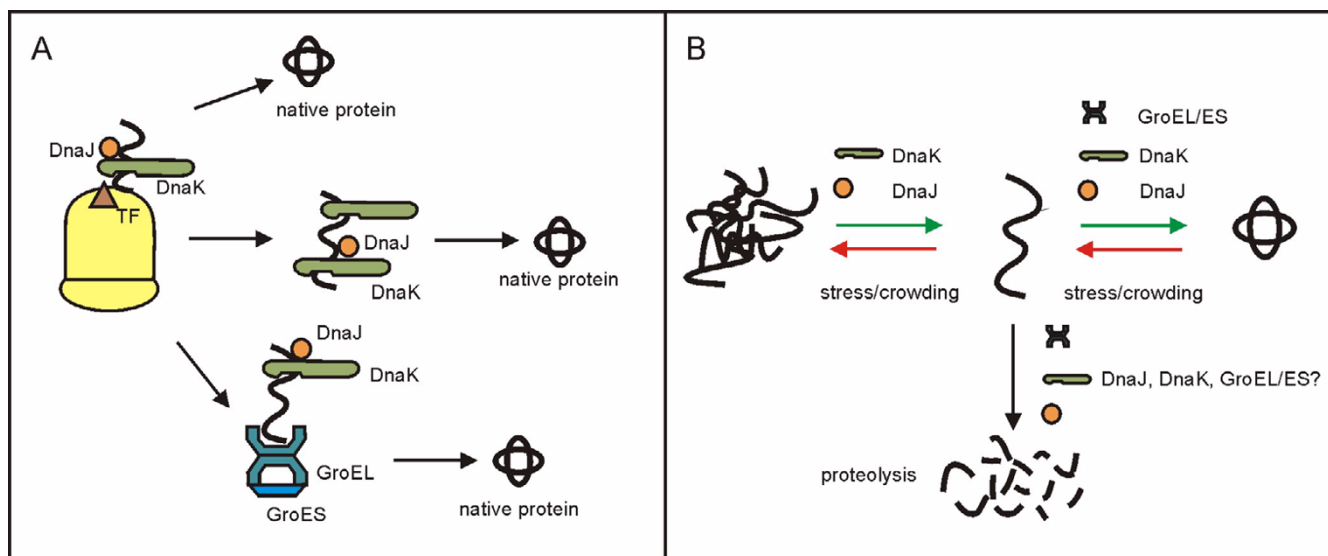 A
native protein
DnaJ
DnaK
TF
DnaJ
DnaK
native protein
DnaJ
DnaK
GroEL
GroES
native protein
B
GroEL/ES
DnaK
DnaK
DnaJ
DnaJ
stress/crowding
stress/crowding
DnaJ, DnaK, GroEL/ES?
proteolysis